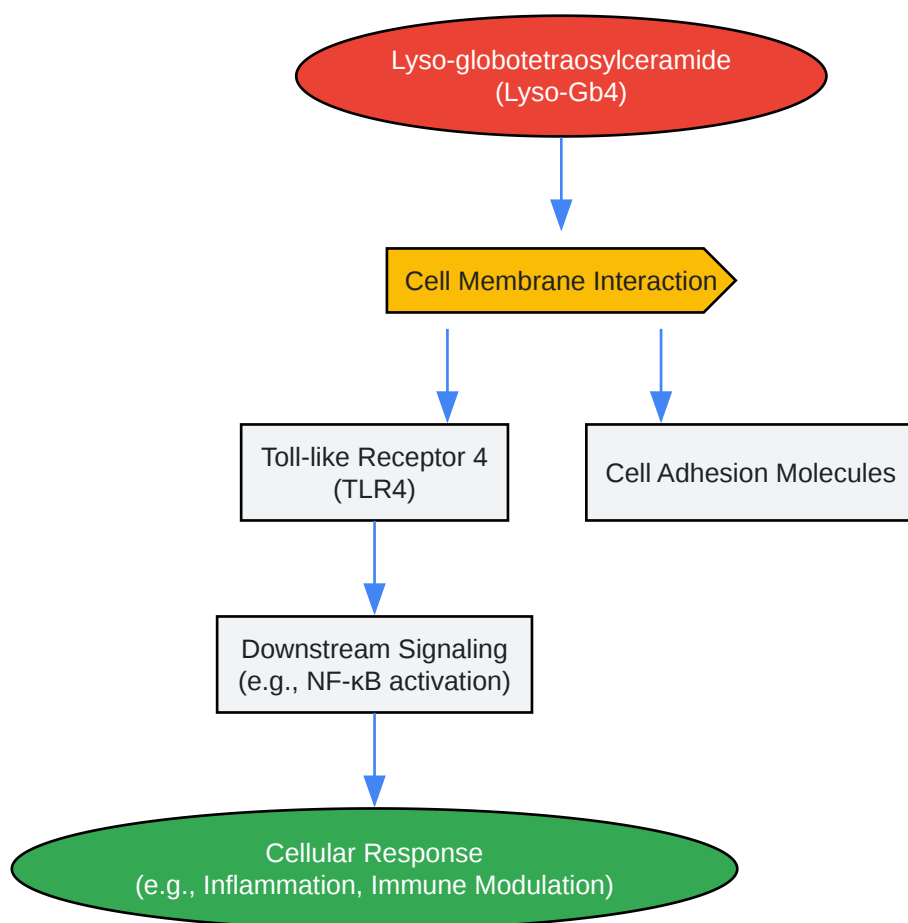 Lyso-globotetraosylceramide
(Lyso-Gb4)
Cell Membrane Interaction
Toll-like Receptor 4
(TLR4)
Cell Adhesion Molecules
Downstream Signaling
(e.g., NF-κB activation)
Cellular Response
(e.g., Inflammation, Immune Modulation)